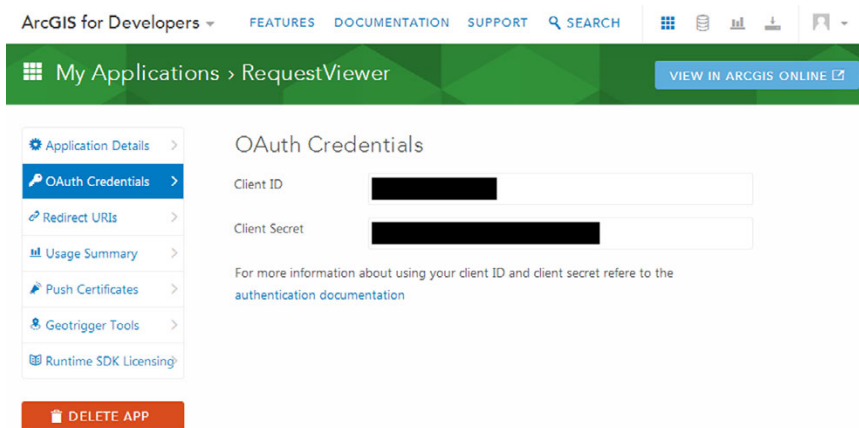 ArcGIS for Developers FEATURES DOCUMENTATION SUPPORT SEARCH
My Applications › RequestViewer VIEW IN ARCGIS ONLINE
Application Details
OAuth Credentials
Redirect URIs
Usage Summary
Push Certificates
Geotrigger Tools
Runtime SDK Licensing
DELETE APP
OAuth Credentials
Client ID
Client Secret
For more information about using your client ID and client secret refere to the
authentication documentation